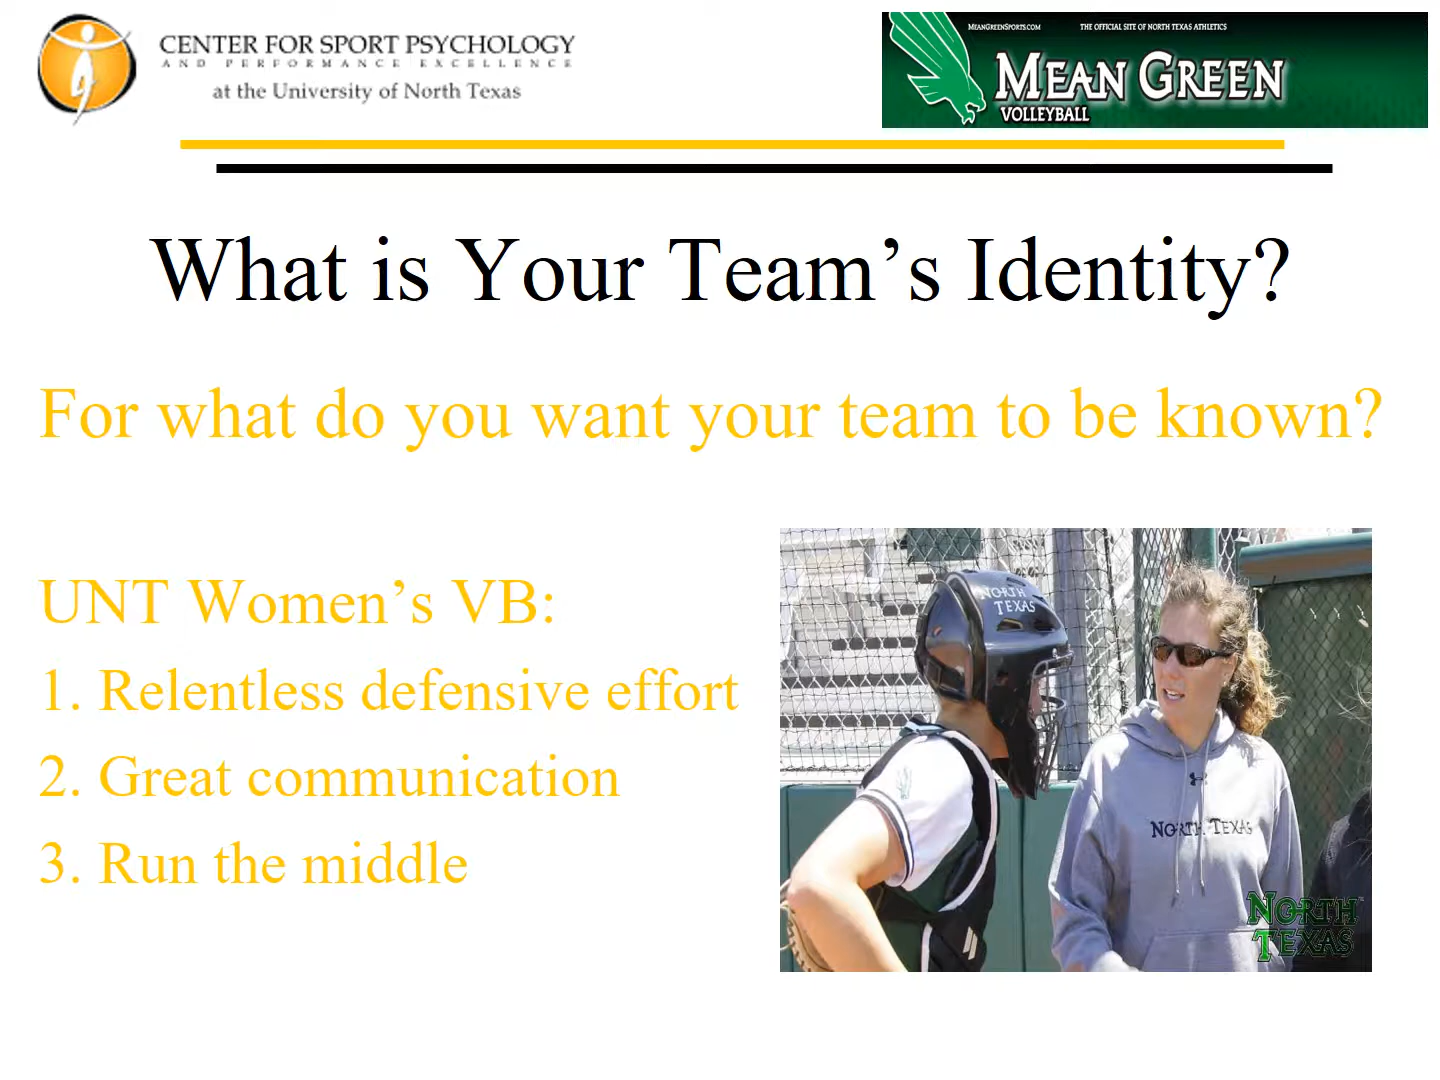 CENTER FOR SPORT PSYCHOLOGY
AND PERFORMANCE EXCELLENCE
at the University of North Texas
MEANGREENSPORTS.COM THE OFFICIAL SITE OF NORTH TEXAS ATHLETICS
MEAN GREEN
VOLLEYBALL
What is Your Team’s Identity?
For what do you want your team to be known?
UNT Women’s VB:
1. Relentless defensive effort
2. Great communication
3. Run the middle
NORTH
TEXAS
NORTH TEXAS
NORTH
TEXAS